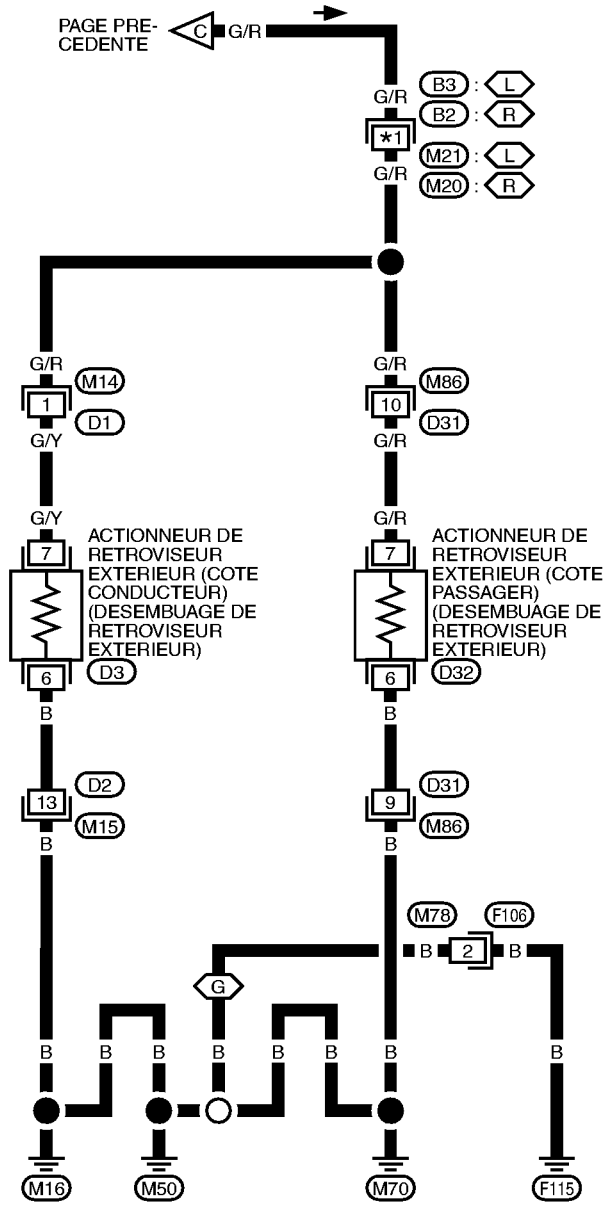 PAGE PRE-
CEDENTE
C
G/R
G/R
B3 : L
B2 : R
*1
M21 : L
M20 : R
G/R
G/R
M14
1
D1
G/Y
G/R
M86
10
D31
G/R
G/Y
7
ACTIONNEUR DE
RETROVISEUR
EXTERIEUR (COTE
CONDUCTEUR)
(DESEMBUAGE DE
RETROVISEUR
EXTERIEUR)
6
D3
B
G/R
7
ACTIONNEUR DE
RETROVISEUR
EXTERIEUR (COTE
PASSAGER)
(DESEMBUAGE DE
RETROVISEUR
EXTERIEUR)
6
D32
B
D2
13
M15
B
D31
9
M86
B
M78
F106
B
2
B
G
B
B
B
B
B
B
B
B
M16
M50
M70
F115